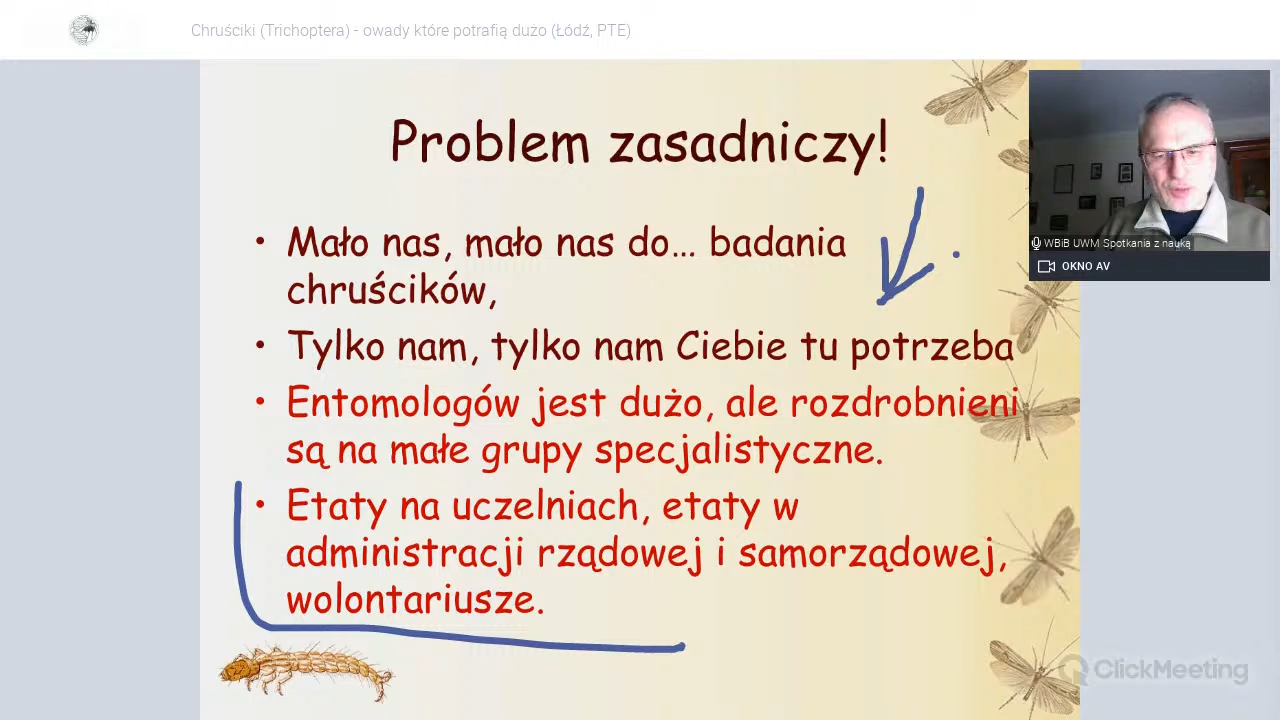 Chruściki (Trichoptera) - owady które potrafią dużo (Łódź, PTE)
Problem zasadniczy!
• Mało nas, mało nas do... badania
chruścików,
• Tylko nam, tylko nam Ciebie tu potrzeba
• Entomologów jest dużo, ale rozdrobnieni
są na małe grupy specjalistyczne.
• Etaty na uczelniach, etaty w
administracji rządowej i samorządowej,
wolontariusze.
WBiB UWM Spotkania z nauką
OKNO AV
ClickMeeting